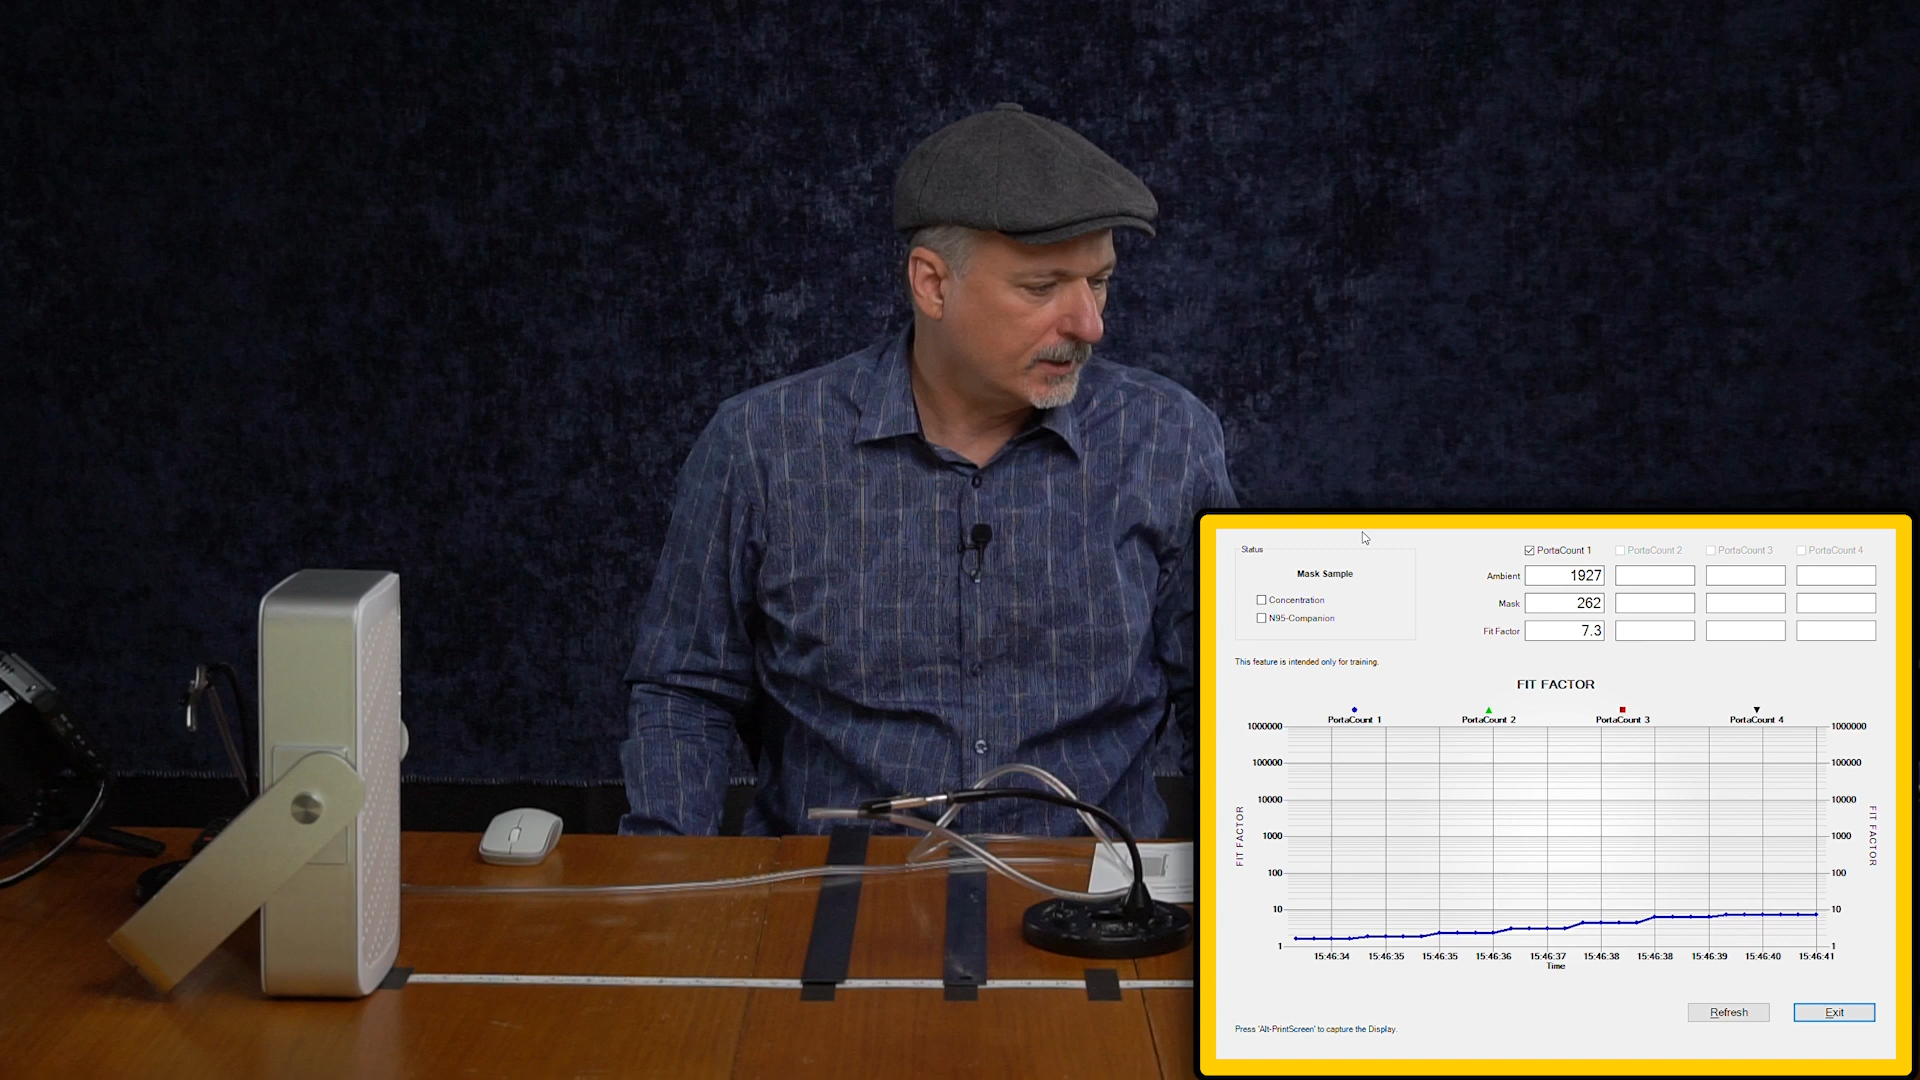 Status
Mask Sample
Concentration
N95-Companion
PortaCount 1 PortaCount 2 PortaCount 3 PortaCount 4
Ambient 1927
Mask 262
Fit Factor 7.3
This feature is intended only for training.
FIT FACTOR
PortaCount 1 PortaCount 2 PortaCount 3 PortaCount 4
1000000 1000000
100000 100000
10000 10000
1000 1000
100 100
10 10
1 1
FIT FACTOR
FIT FACTOR
15:46:34 15:46:35 15:46:35 15:46:36 15:46:37 15:46:38 15:46:38 15:46:39 15:46:40 15:46:41
Time
Refresh Exit
Press 'Alt-PrintScreen' to capture the Display.